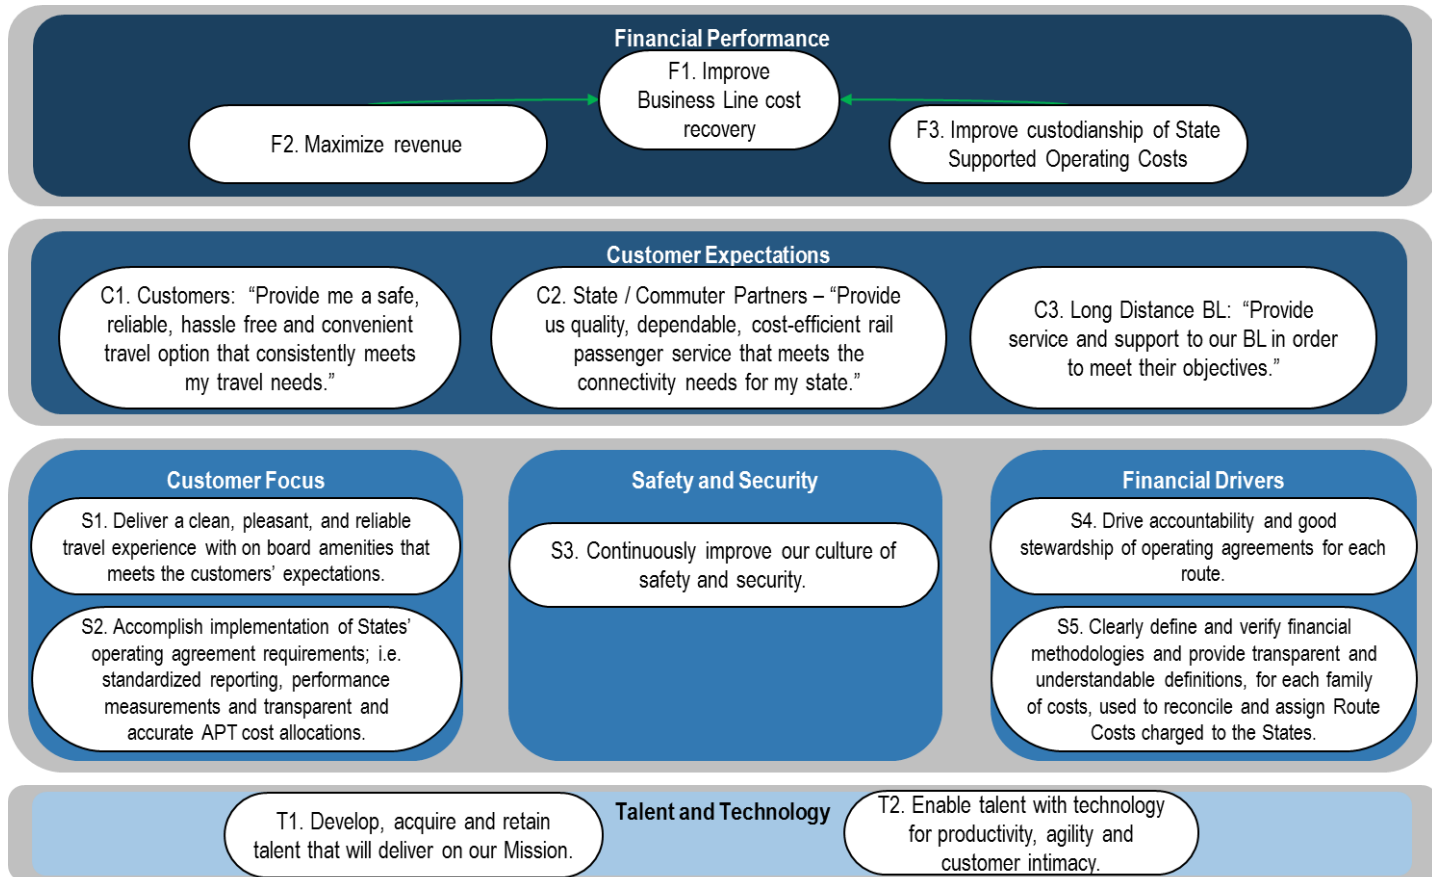 Financial Performance
F1. Improve
Business Line cost
recovery
F2. Maximize revenue
F3. Improve custodianship of State
Supported Operating Costs
Customer Expectations
C1. Customers: “Provide me a safe,
reliable, hassle free and convenient
travel option that consistently meets
my travel needs.”
C2. State / Commuter Partners – “Provide
us quality, dependable, cost-efficient rail
passenger service that meets the
connectivity needs for my state.”
C3. Long Distance BL: “Provide
service and support to our BL in order
to meet their objectives.”
Customer Focus
S1. Deliver a clean, pleasant, and reliable
travel experience with on board amenities that
meets the customers’ expectations.
S2. Accomplish implementation of States’
operating agreement requirements; i.e.
standardized reporting, performance
measurements and transparent and
accurate APT cost allocations.
Safety and Security
S3. Continuously improve our culture of
safety and security.
Financial Drivers
S4. Drive accountability and good
stewardship of operating agreements for each
route.
S5. Clearly define and verify financial
methodologies and provide transparent and
understandable definitions, for each family
of costs, used to reconcile and assign Route
Costs charged to the States.
Talent and Technology
T1. Develop, acquire and retain
talent that will deliver on our Mission.
T2. Enable talent with technology
for productivity, agility and
customer intimacy.